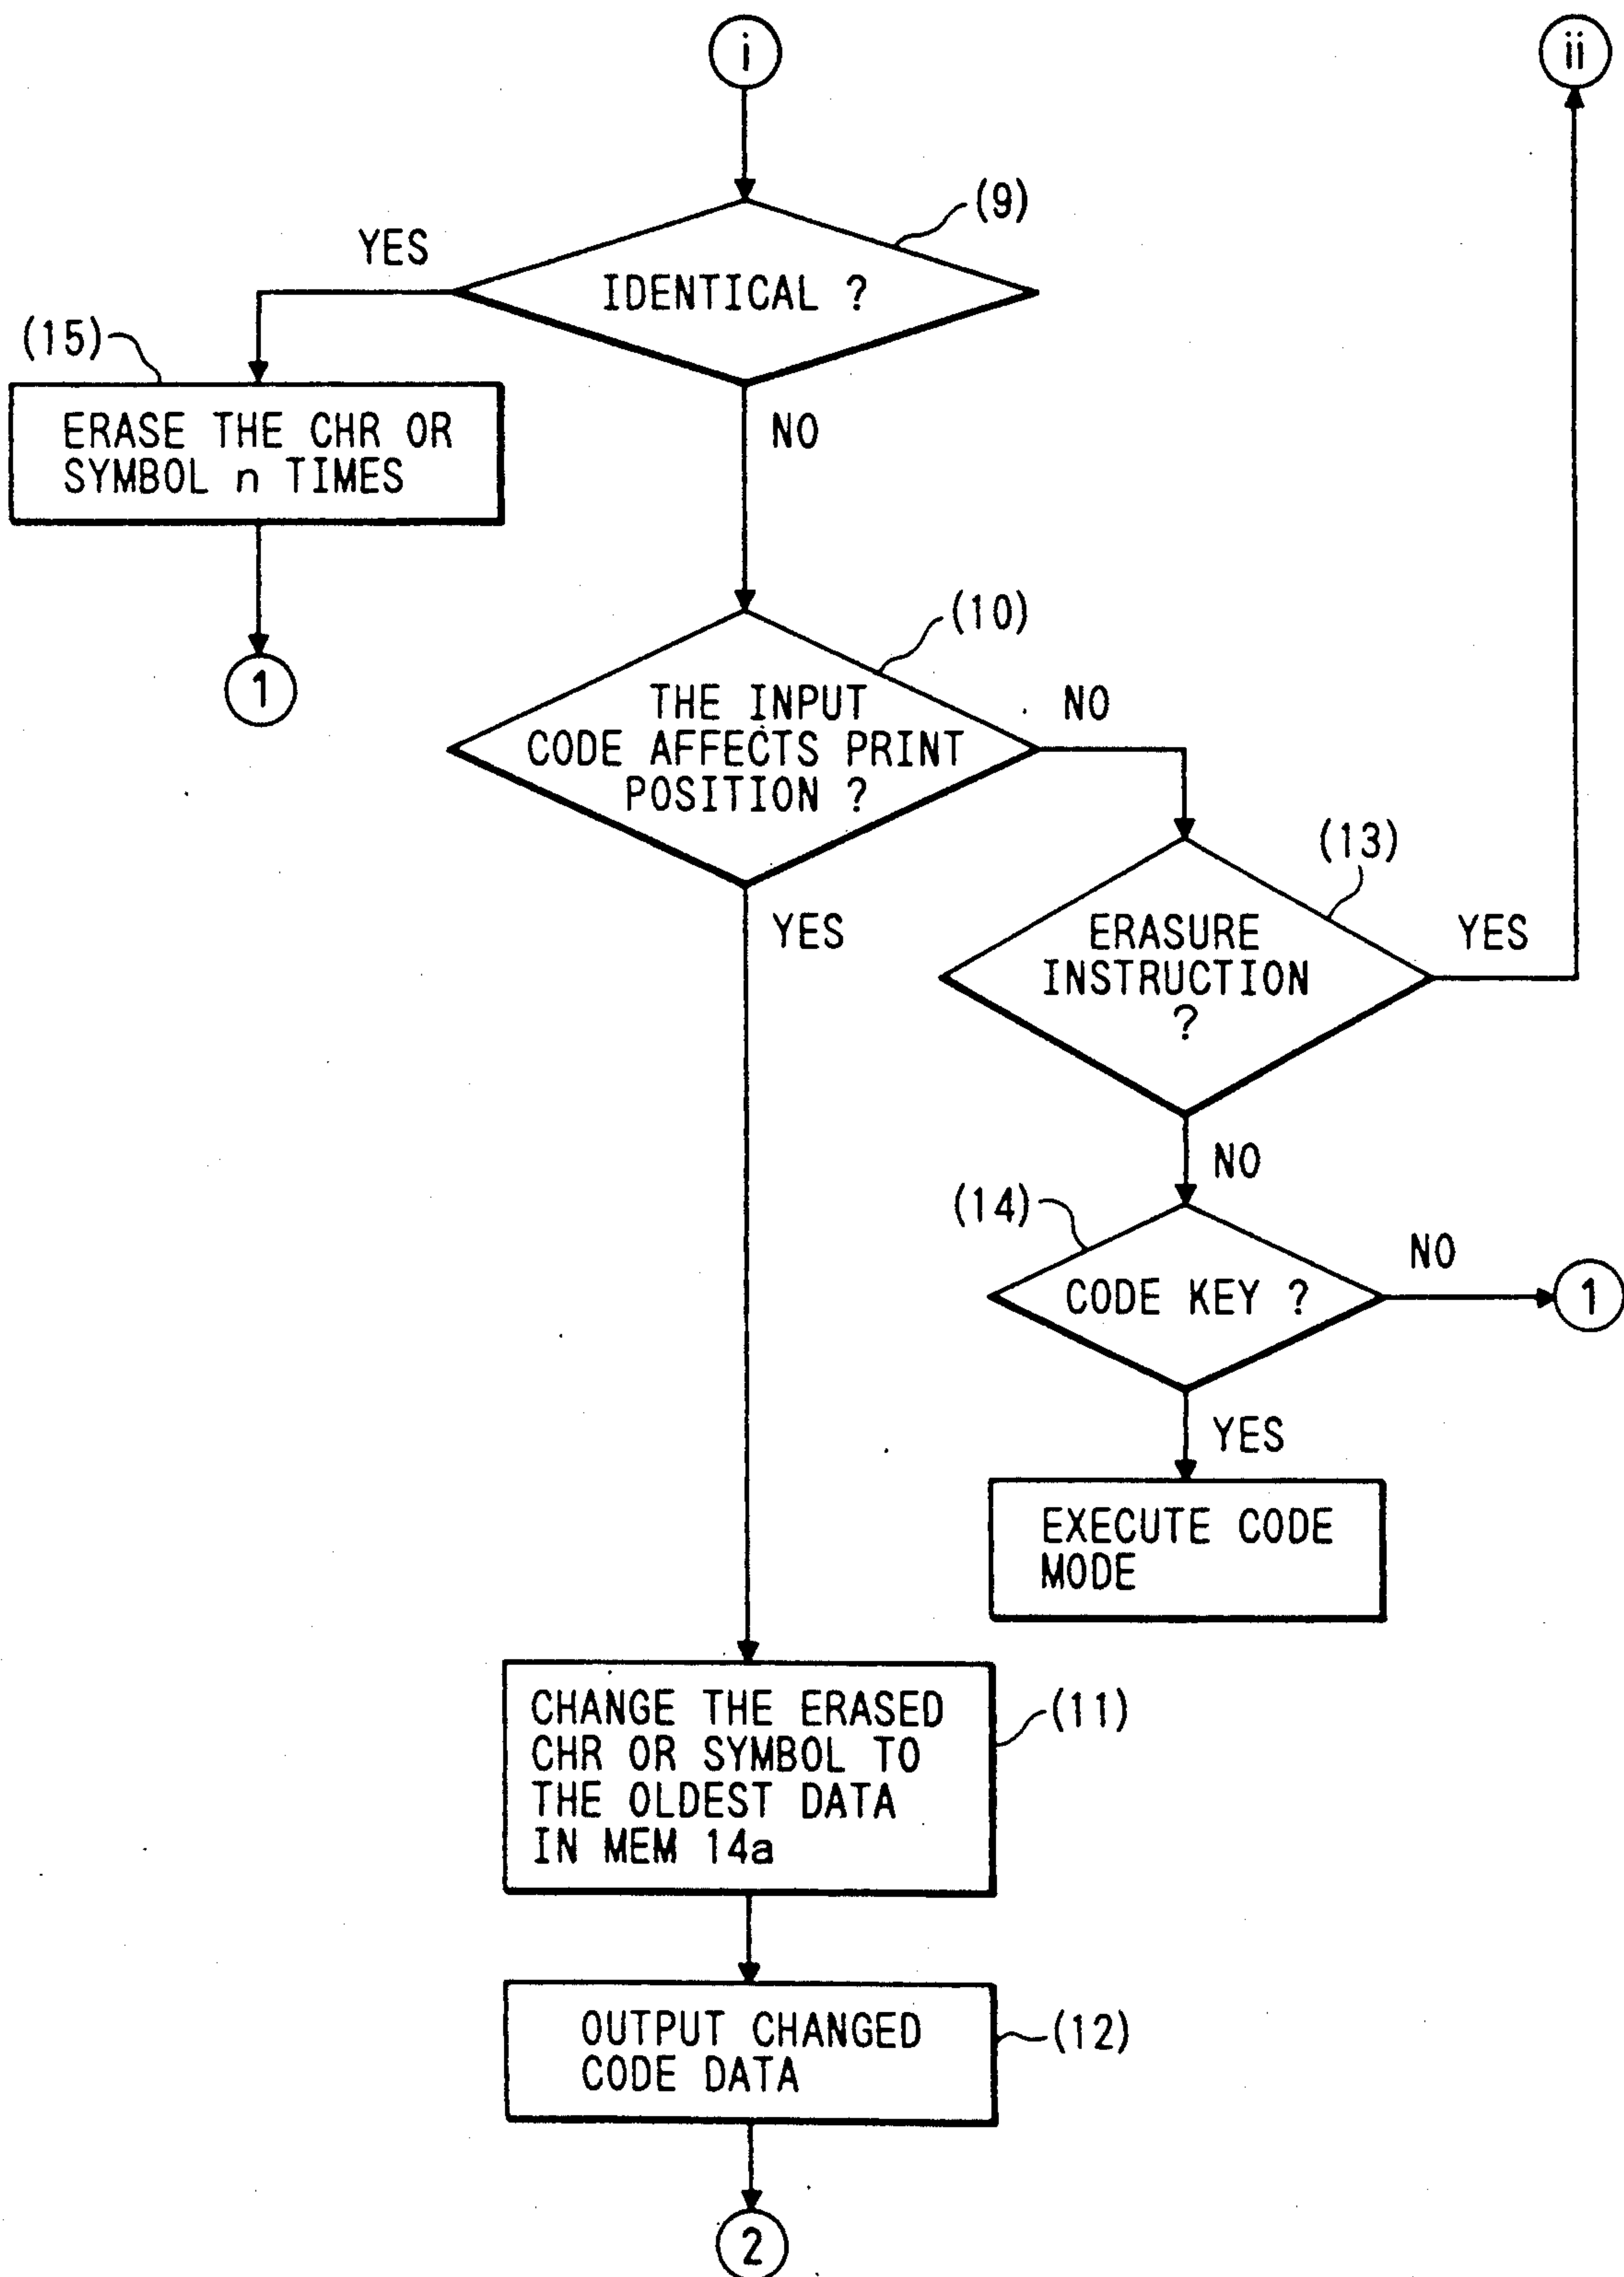 i
ii
(9)
YES
IDENTICAL ?
(15)
ERASE THE CHR OR
SYMBOL n TIMES
NO
1
(10)
THE INPUT
CODE AFFECTS PRINT
POSITION ?
NO
YES
(13)
ERASURE
INSTRUCTION
?
YES
NO
(14)
CODE KEY ?
NO
1
YES
EXECUTE CODE
MODE
CHANGE THE ERASED
CHR OR SYMBOL TO
THE OLDEST DATA
IN MEM 14a
(11)
OUTPUT CHANGED
CODE DATA
(12)
2